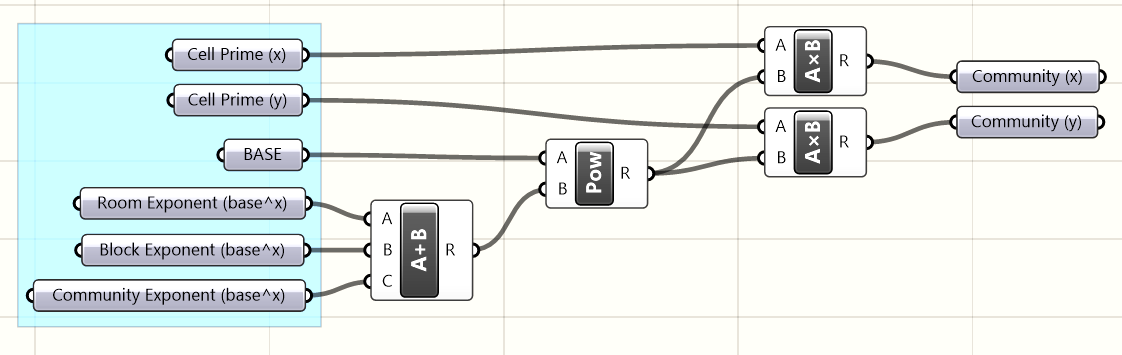 Cell Prime (x)
Cell Prime (y)
BASE
Room Exponent (base^x)
Block Exponent (base^x)
Community Exponent (base^x)
A
B
C
A+B
R
A
B
Pow
R
A
B
A×B
R
A
B
A×B
R
Community (x)
Community (y)